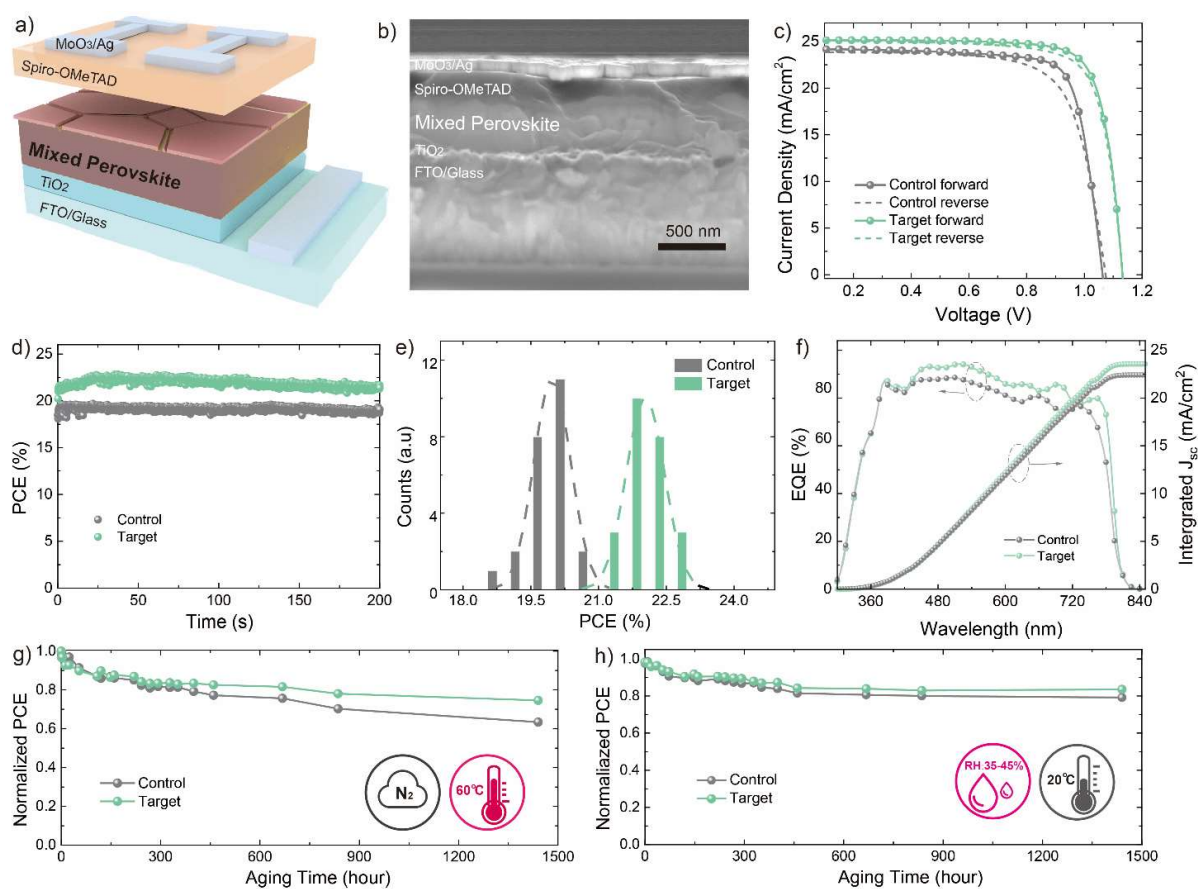 a)
MoO3/Ag
Spiro-OMeTAD
Mixed Perovskite
TiO2
FTO/Glass
b)
MoO3/Ag
Spiro-OMeTAD
Mixed Perovskite
TiO2
FTO/Glass
500 nm
c)
25
20
15
10
5
0
Current Density (mA/cm²)
Control forward
Control reverse
Target forward
Target reverse
0.2 0.4 0.6 0.8 1.0 1.2
Voltage (V)
d)
25
20
15
10
5
0
PCE (%)
Control
Target
0 50 100 150 200
Time (s)
e)
12
8
4
0
Counts (a.u)
Control
Target
18.0 19.5 21.0 22.5 24.0
PCE (%)
f)
80
60
40
20
0
EQE (%)
25
20
15
10
5
0
Intergrated Jsc (mA/cm²)
Control
Target
360 480 600 720 840
Wavelength (nm)
g)
1.0
0.8
0.6
0.4
0.2
0.0
Normalized PCE
Control
Target
N2
60℃
0 300 600 900 1200 1500
Aging Time (hour)
h)
1.0
0.8
0.6
0.4
0.2
0.0
Normaliazed PCE
Control
Target
RH 35-45%
20℃
0 300 600 900 1200 1500
Aging Time (hour)